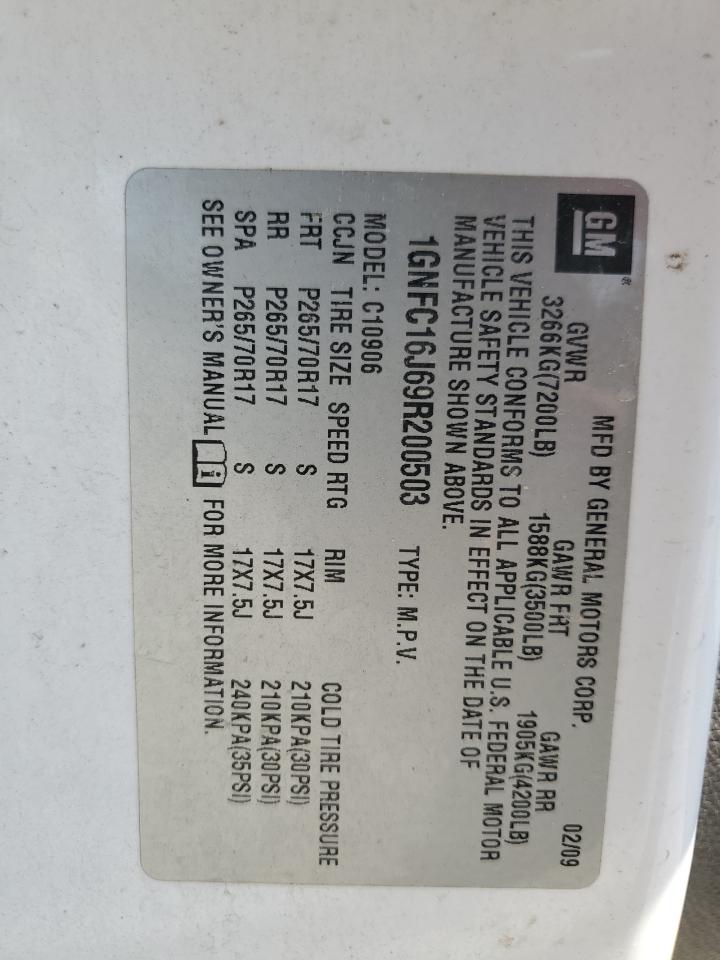 GM®
MFD BY GENERAL MOTORS CORP. 02/09
GVWR GAWR FRT GAWR RR
3266KG(7200LB) 1588KG(3500LB) 1905KG(4200LB)
THIS VEHICLE CONFORMS TO ALL APPLICABLE U.S. FEDERAL MOTOR
VEHICLE SAFETY STANDARDS IN EFFECT ON THE DATE OF
MANUFACTURE SHOWN ABOVE.
1GNFC16J69R200503 TYPE: M.P.V.
MODEL: C10906
CCJN TIRE SIZE SPEED RTG RIM COLD TIRE PRESSURE
FRT P265/70R17 S 17X7.5J 210KPA(30PSI)
RR P265/70R17 S 17X7.5J 210KPA(30PSI)
SPA P265/70R17 S 17X7.5J 240KPA(35PSI)
SEE OWNER'S MANUAL i FOR MORE INFORMATION.